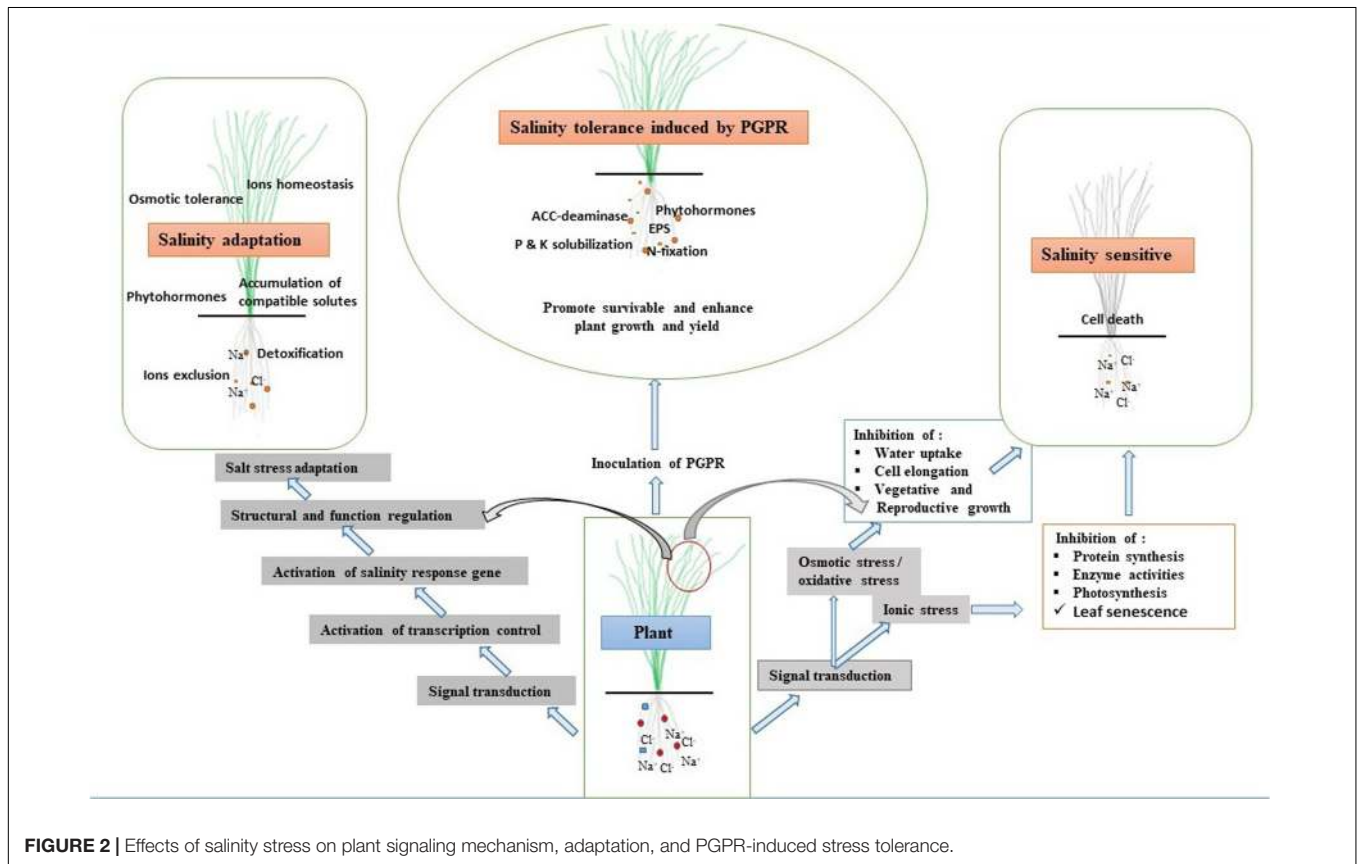 Ions homeostasis
Osmotic tolerance
Salinity adaptation
Phytohormones
Accumulation of
compatible solutes
Na⁺ Detoxification
Ions exclusion Cl⁻
Na⁺
Salinity tolerance induced by PGPR
ACC-deaminase
Phytohormones
EPS
P & K solubilization
N-fixation
Promote survivable and enhance
plant growth and yield
Salinity sensitive
Cell death
Na⁺ Cl⁻
Na⁺ Na⁺
Cl⁻
Salt stress adaptation
Structural and function regulation
Activation of salinity response gene
Activation of transcription control
Signal transduction
Inoculation of PGPR
Plant
Cl⁻ Na⁺ Cl⁻
Na⁺ Cl⁻ Na⁺
Signal transduction
Osmotic stress /
oxidative stress
Ionic stress
Inhibition of :
▪ Water uptake
▪ Cell elongation
▪ Vegetative and
Reproductive growth
Inhibition of :
▪ Protein synthesis
▪ Enzyme activities
▪ Photosynthesis
✓ Leaf senescence
FIGURE 2 | Effects of salinity stress on plant signaling mechanism, adaptation, and PGPR-induced stress tolerance.